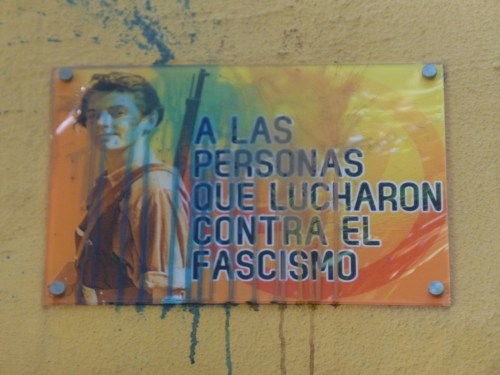 A LAS
PERSONAS
QUE LUCHARON
CONTRA EL
FASCISMO